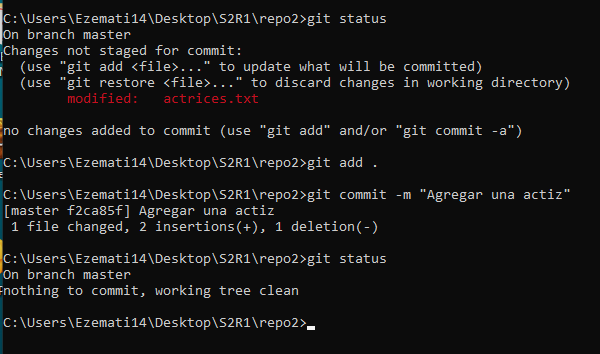 C:\Users\Ezemati14\Desktop\S2R1\repo2>git status
On branch master
Changes not staged for commit:
  (use "git add <file>..." to update what will be committed)
  (use "git restore <file>..." to discard changes in working directory)
        modified:   actrices.txt

no changes added to commit (use "git add" and/or "git commit -a")

C:\Users\Ezemati14\Desktop\S2R1\repo2>git add .

C:\Users\Ezemati14\Desktop\S2R1\repo2>git commit -m "Agregar una actiz"
[master f2ca85f] Agregar una actiz
 1 file changed, 2 insertions(+), 1 deletion(-)

C:\Users\Ezemati14\Desktop\S2R1\repo2>git status
On branch master
nothing to commit, working tree clean

C:\Users\Ezemati14\Desktop\S2R1\repo2>